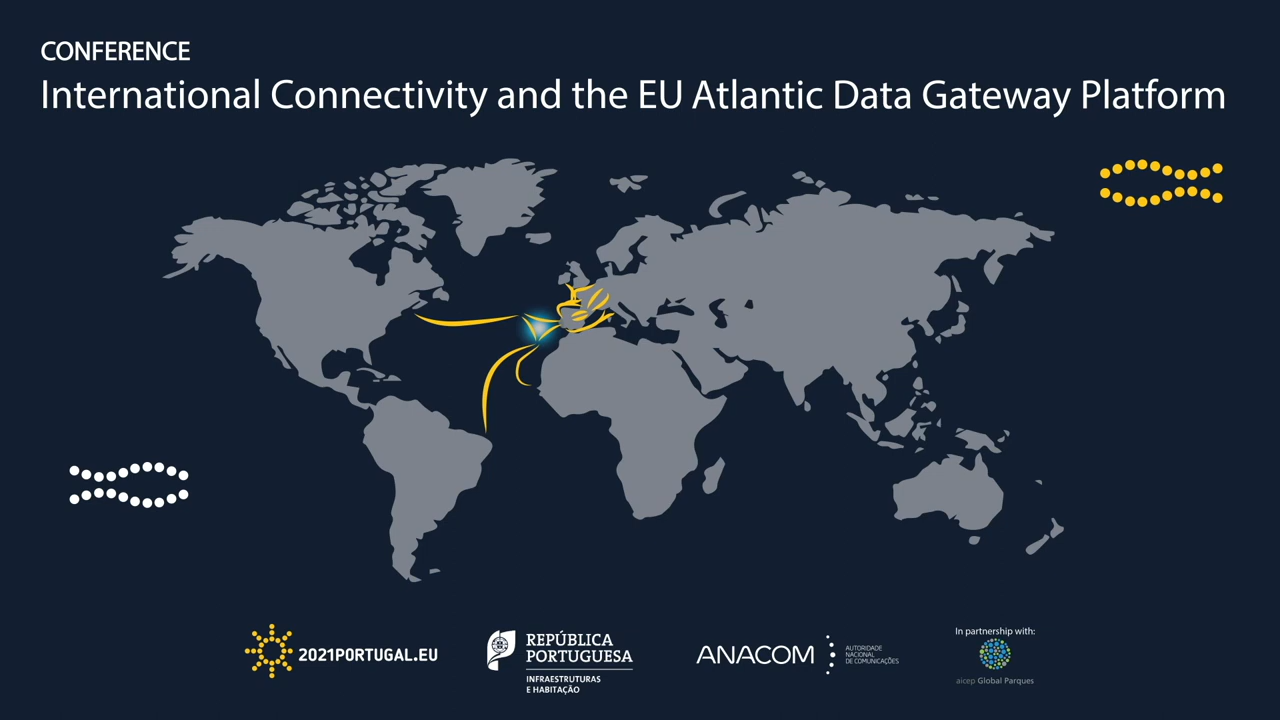 CONFERENCE
International Connectivity and the EU Atlantic Data Gateway Platform
2021PORTUGAL.EU
REPÚBLICA
PORTUGUESA
INFRAESTRUTURAS
E HABITAÇÃO
ANACOM
AUTORIDADE
NACIONAL
DE COMUNICAÇÕES
In partnership with:
aicep Global Parques